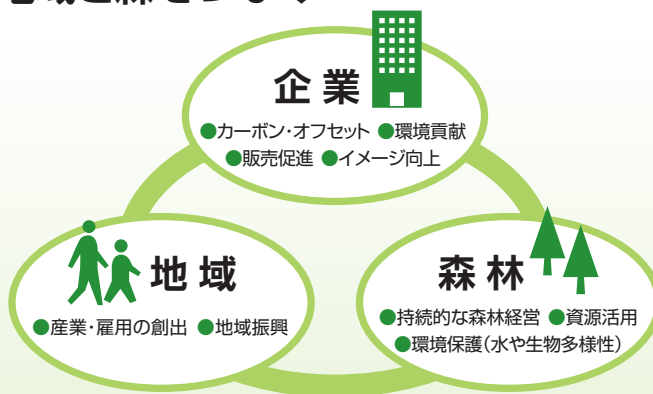 企業
●カーボン・オフセット ●環境貢献
●販売促進 ●イメージ向上
地域
●産業・雇用の創出 ●地域振興
森林
●持続的な森林経営 ●資源活用
●環境保護(水や生物多様性)